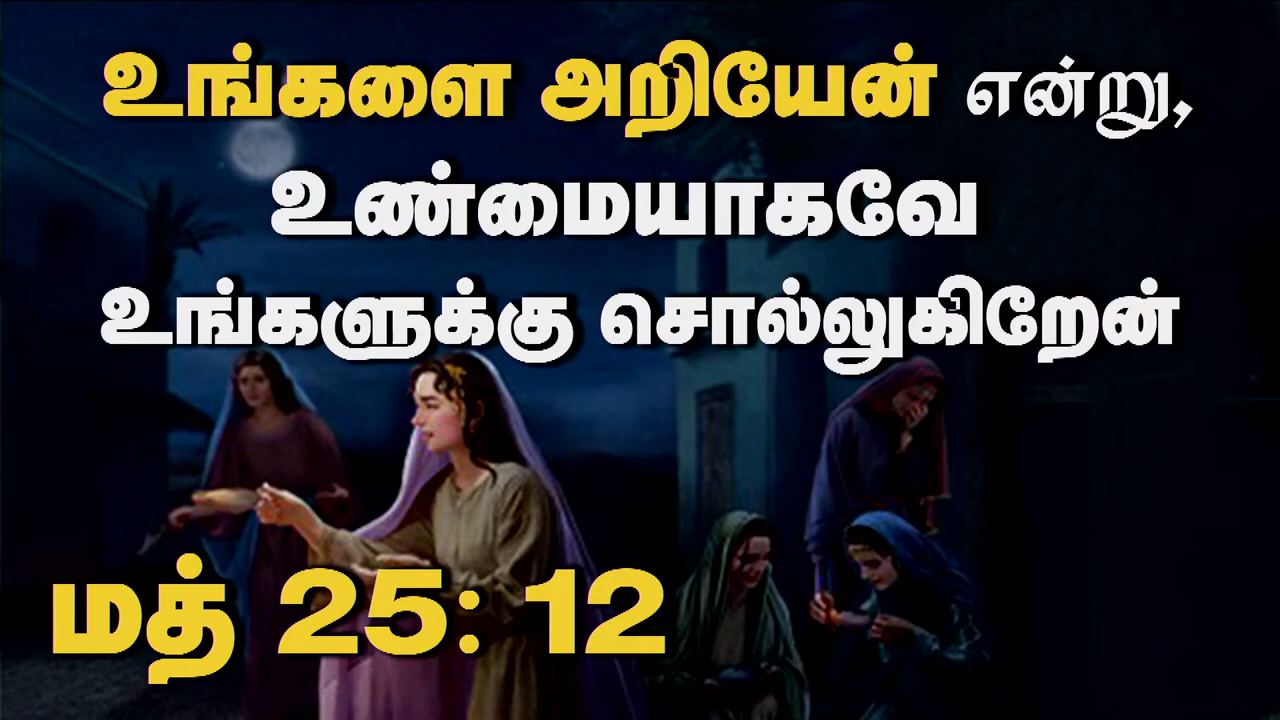 உங்களை அறியேன் என்று,
உண்மையாகவே
உங்களுக்கு சொல்லுகிறேன்
மத் 25: 12